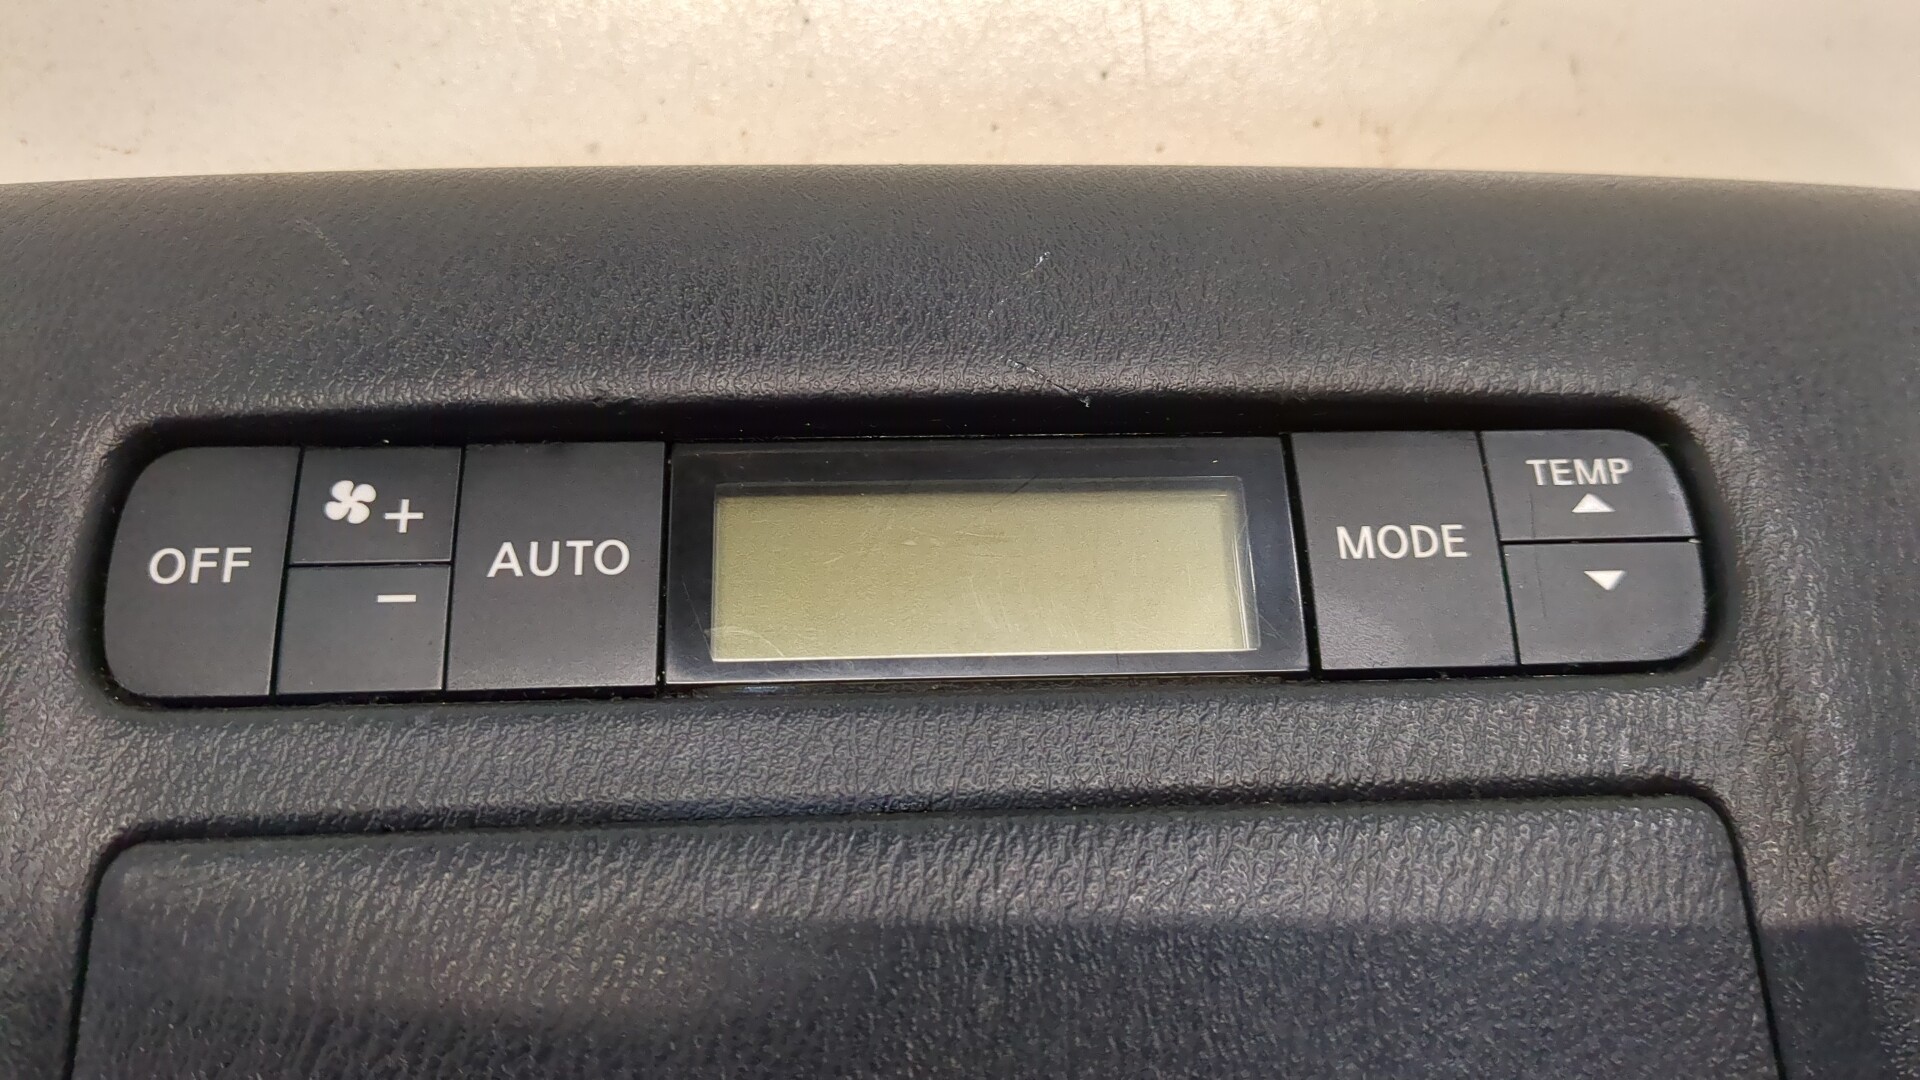 OFF
+
−
AUTO
MODE
TEMP